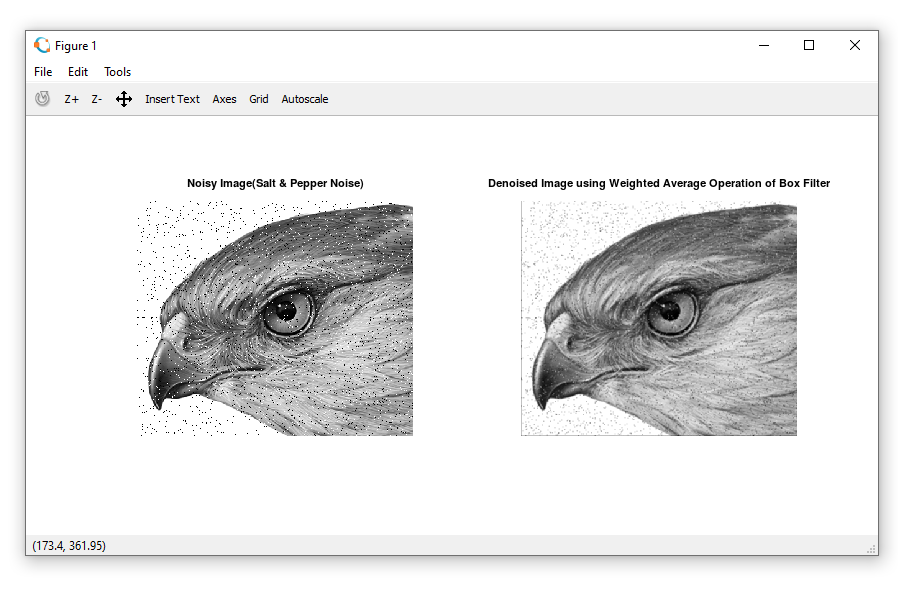 Figure 1
File Edit Tools
Z+ Z- Insert Text Axes Grid Autoscale
Noisy Image(Salt & Pepper Noise)
Denoised Image using Weighted Average Operation of Box Filter
(173.4, 361.95)